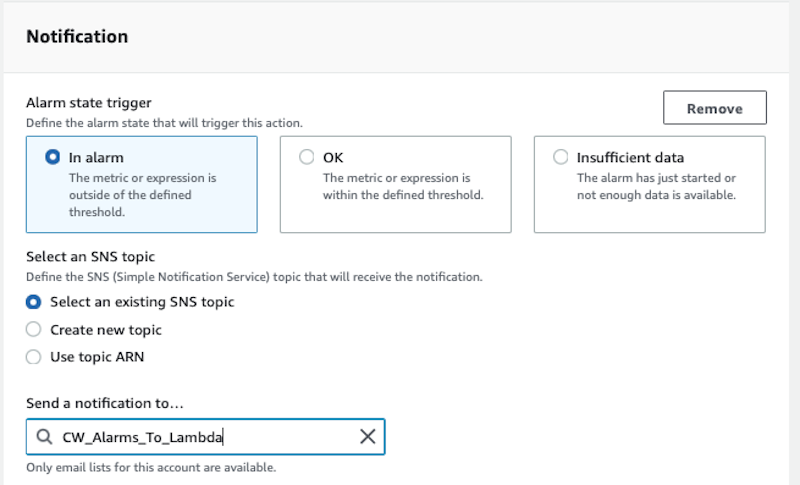 Notification
Alarm state trigger
Define the alarm state that will trigger this action.
Remove
In alarm
The metric or expression is
outside of the defined
threshold.
OK
The metric or expression is
within the defined threshold.
Insufficient data
The alarm has just started or
not enough data is available.
Select an SNS topic
Define the SNS (Simple Notification Service) topic that will receive the notification.
Select an existing SNS topic
Create new topic
Use topic ARN
Send a notification to...
CW_Alarms_To_Lambda
Only email lists for this account are available.